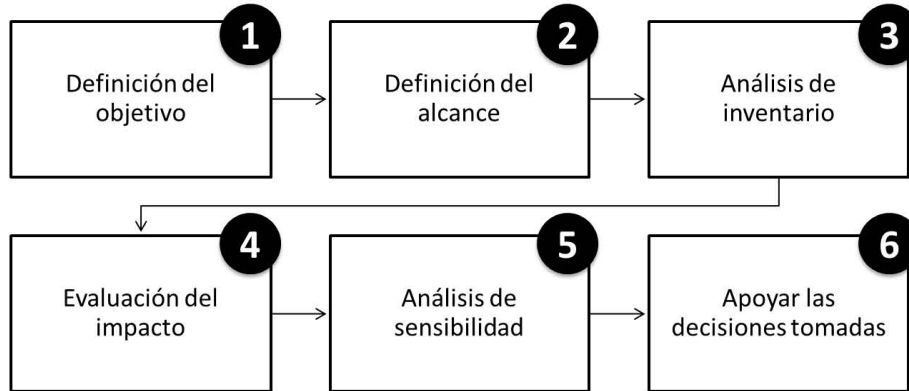 1
Definición del
objetivo
2
Definición del
alcance
3
Análisis de
inventario
4
Evaluación del
impacto
5
Análisis de
sensibilidad
6
Apoyar las
decisiones tomadas